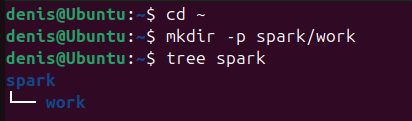 denis@Ubuntu:~$ cd ~
denis@Ubuntu:~$ mkdir -p spark/work
denis@Ubuntu:~$ tree spark
spark
└── work